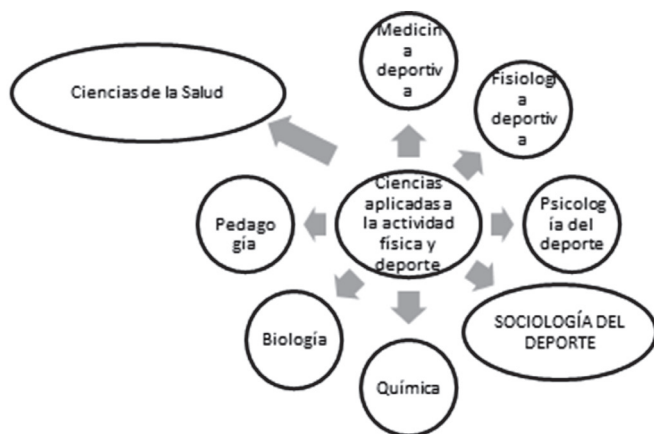 Medicin
a
deportiv
a
Ciencias de la Salud
Fisiologí
a
deportiv
a
Ciencias
aplicadas a
la actividad
física y
deporte
Pedago
gía
Psicolog
ía del
deporte
Biología
SOCIOLOGÍA DEL
DEPORTE
Química